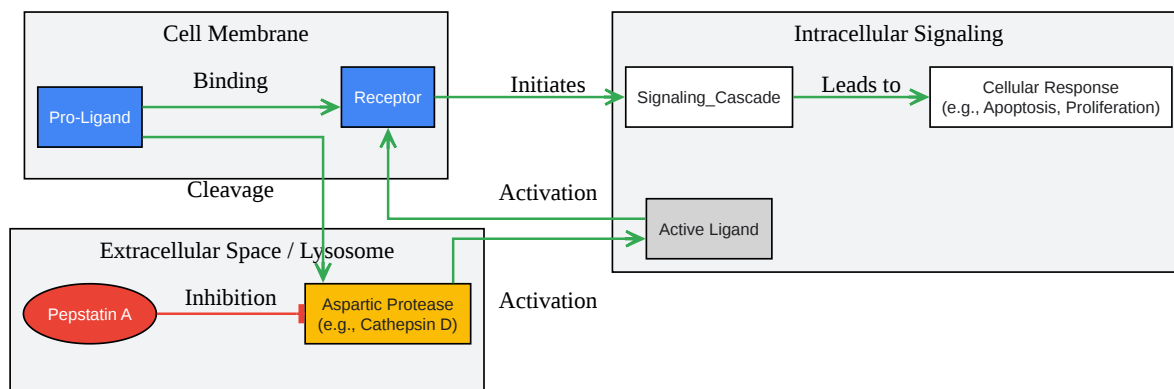 Cell Membrane
Intracellular Signaling
Binding
Pro-Ligand
Receptor
Initiates
Signaling_Cascade
Leads to
Cellular Response
(e.g., Apoptosis, Proliferation)
Cleavage
Activation
Active Ligand
Extracellular Space / Lysosome
Pepstatin A
Inhibition
Aspartic Protease
(e.g., Cathepsin D)
Activation